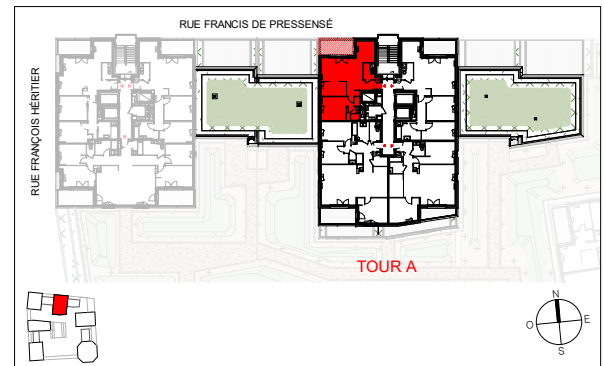 RUE FRANCIS DE PRESSENSÉ
RUE FRANÇOIS HÉRITIER
TOUR A
N
O E
S